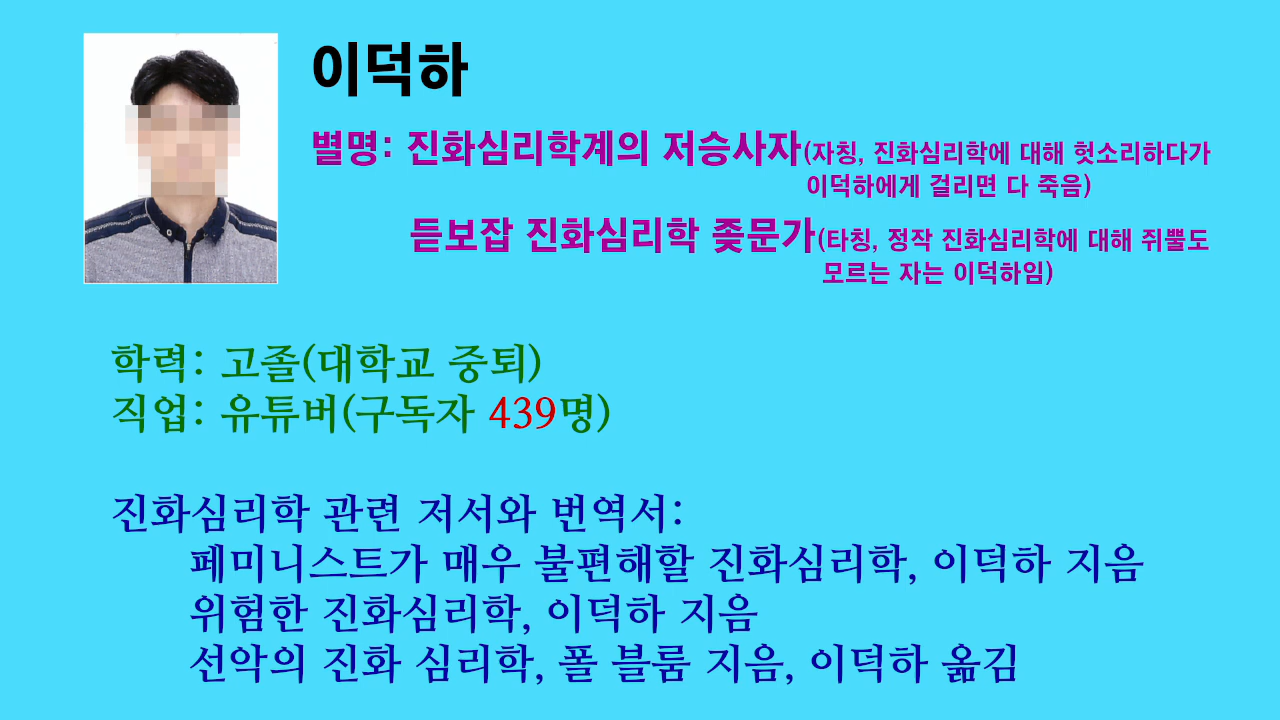 이덕하
별명: 진화심리학계의 저승사자(자칭, 진화심리학에 대해 헛소리하다가
이덕하에게 걸리면 다 죽음)
듣보잡 진화심리학 좆문가(타칭, 정작 진화심리학에 대해 쥐뿔도
모르는 자는 이덕하임)
학력: 고졸(대학교 중퇴)
직업: 유튜버(구독자 439명)
진화심리학 관련 저서와 번역서:
페미니스트가 매우 불편해할 진화심리학, 이덕하 지음
위험한 진화심리학, 이덕하 지음
선악의 진화 심리학, 폴 블룸 지음, 이덕하 옮김